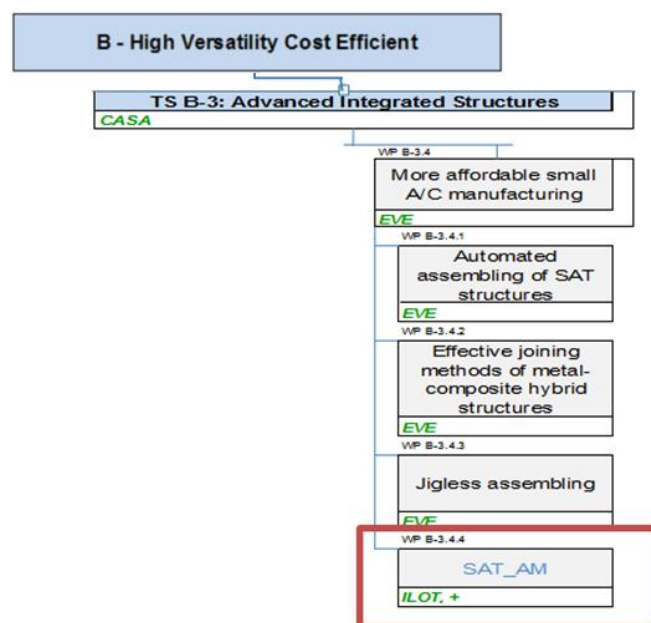 B - High Versatility Cost Efficient
TS B-3: Advanced Integrated Structures
CASA
WP B-3.4
More affordable small
A/C manufacturing
EVE
WP B-3.4.1
Automated
assembling of SAT
structures
EVE
WP B-3.4.2
Effective joining
methods of metal-
composite hybrid
structures
EVE
WP B-3.4.3
Jigless assembling
EVE
WP B-3.4.4
SAT_AM
ILOT, +